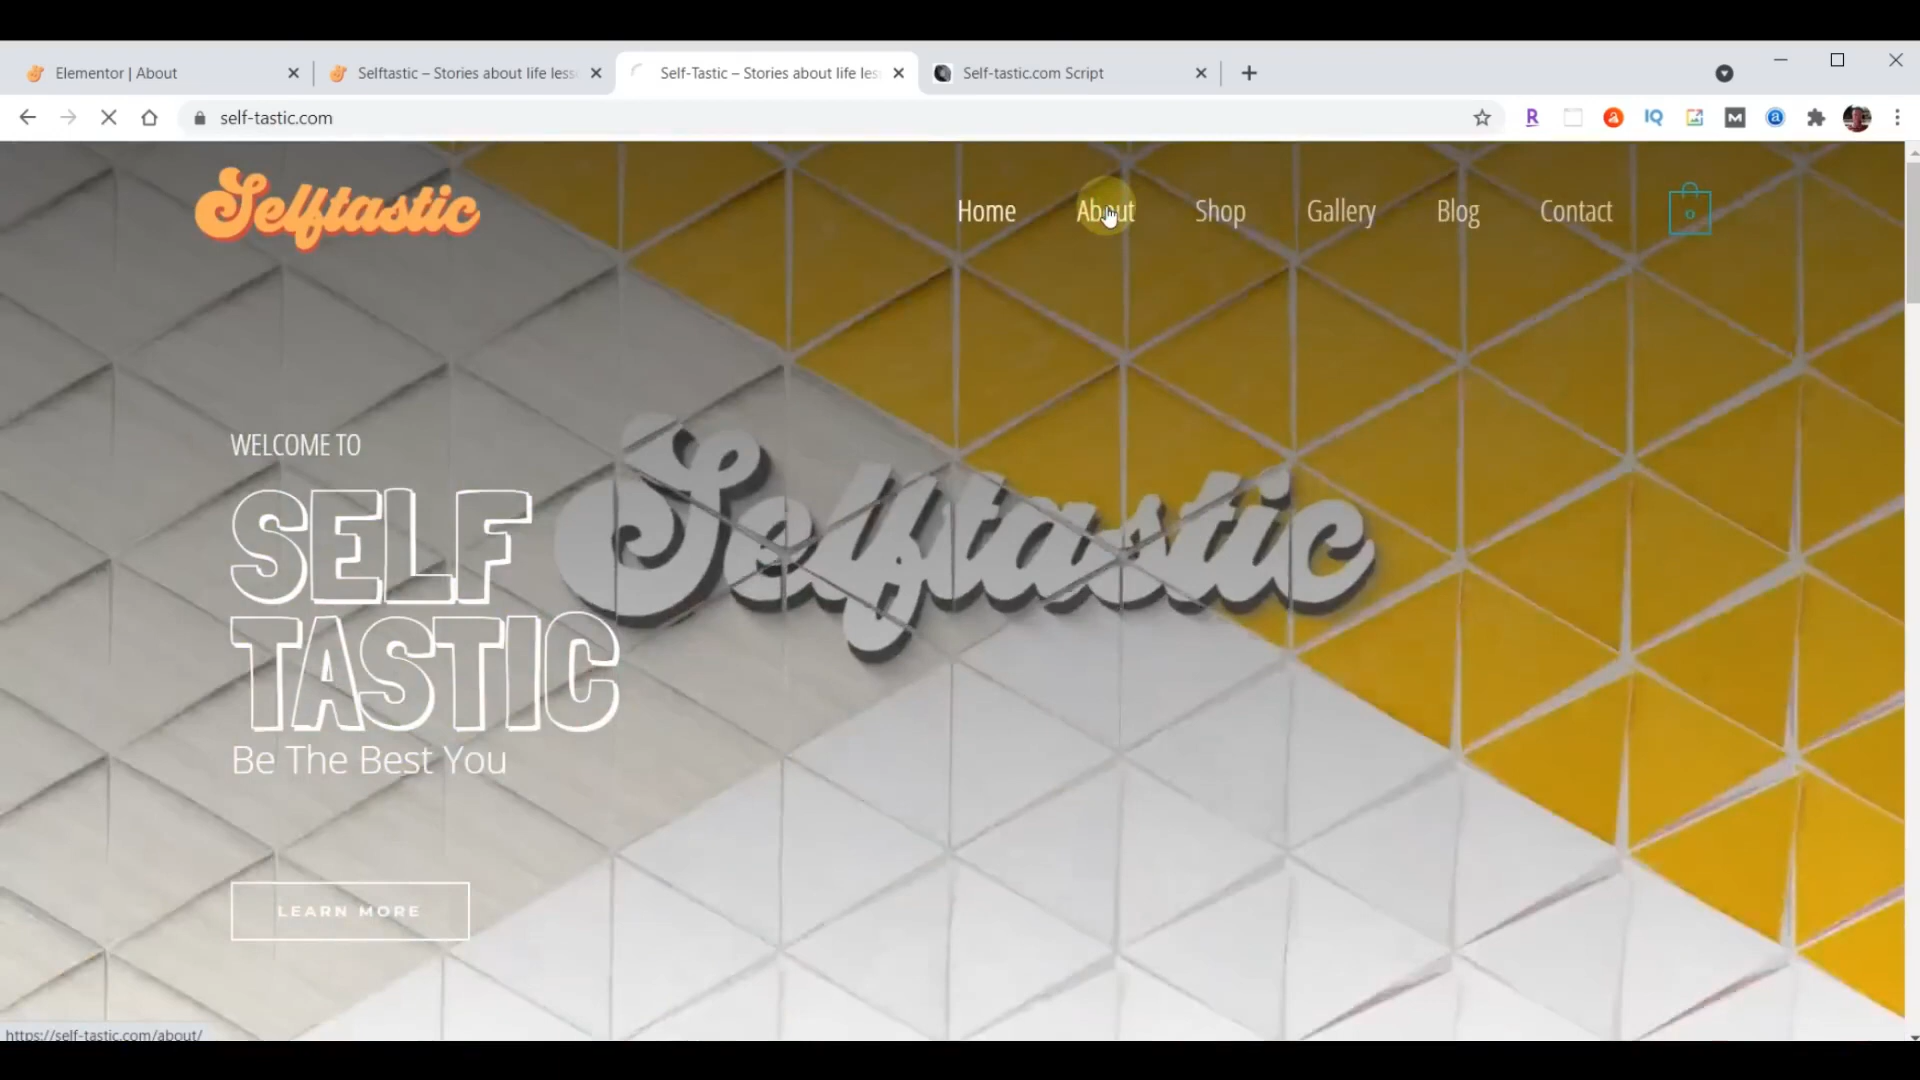 Elementor | About
Selftastic – Stories about life less
Self-Tastic – Stories about life les
Self-tastic.com Script
self-tastic.com
Selftastic
Home
About
Shop
Gallery
Blog
Contact
0
WELCOME TO
SELF
TASTIC
Selftastic
Be The Best You
LEARN MORE
https://self-tastic.com/about/